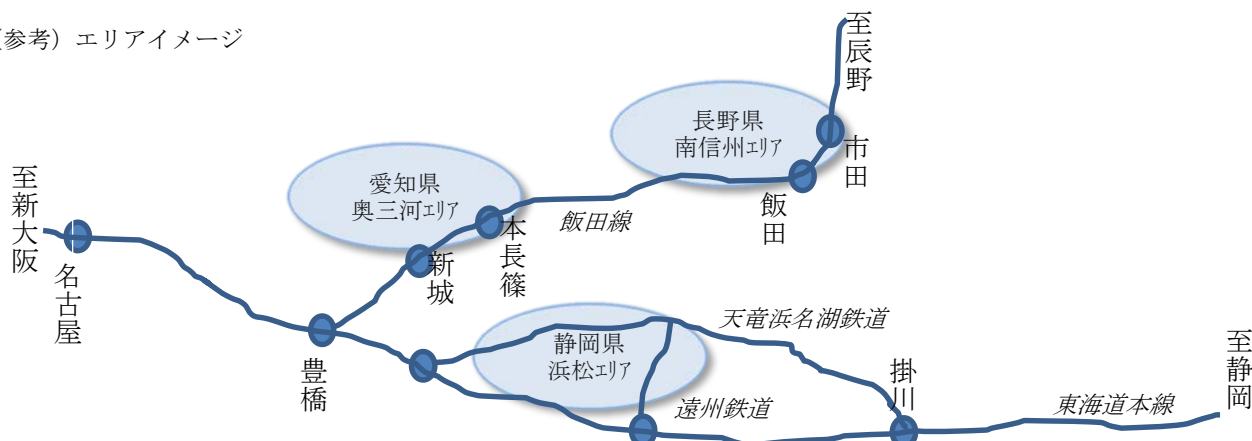 (参考) エリアイメージ
至辰野
長野県
南信州エリア
市田
飯田
愛知県
奥三河エリア
本長篠
新城
飯田線
至新大阪
名古屋
豊橋
静岡県
浜松エリア
天竜浜名湖鉄道
遠州鉄道
掛川
東海道本線
至静岡